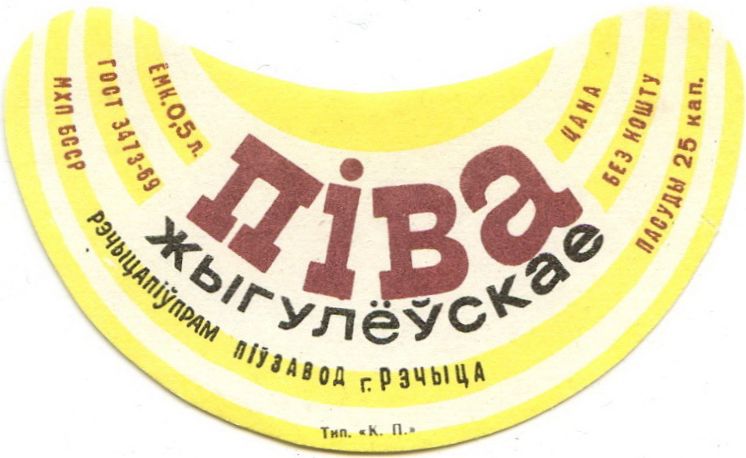 МХП БССР
ГОСТ 3473-69
ЁМК. 0,5 л.
піва
жыгулёўскае
ЦАНА
БЕЗ КОШТУ
ПАСУДЫ 25 кап.
РЭЧЫЦАПІЎПРАМ ПІЎЗАВОД г. РЭЧЫЦА
Тип. «К. П.»